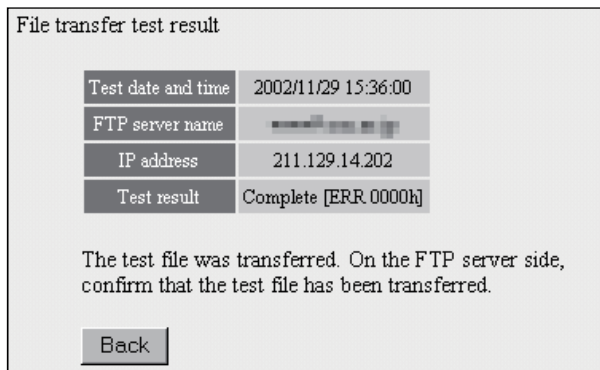 File transfer test result
Test date and time 2002/11/29 15:36:00
FTP server name
IP address 211.129.14.202
Test result Complete [ERR 0000h]
The test file was transferred. On the FTP server side,
confirm that the test file has been transferred.
Back